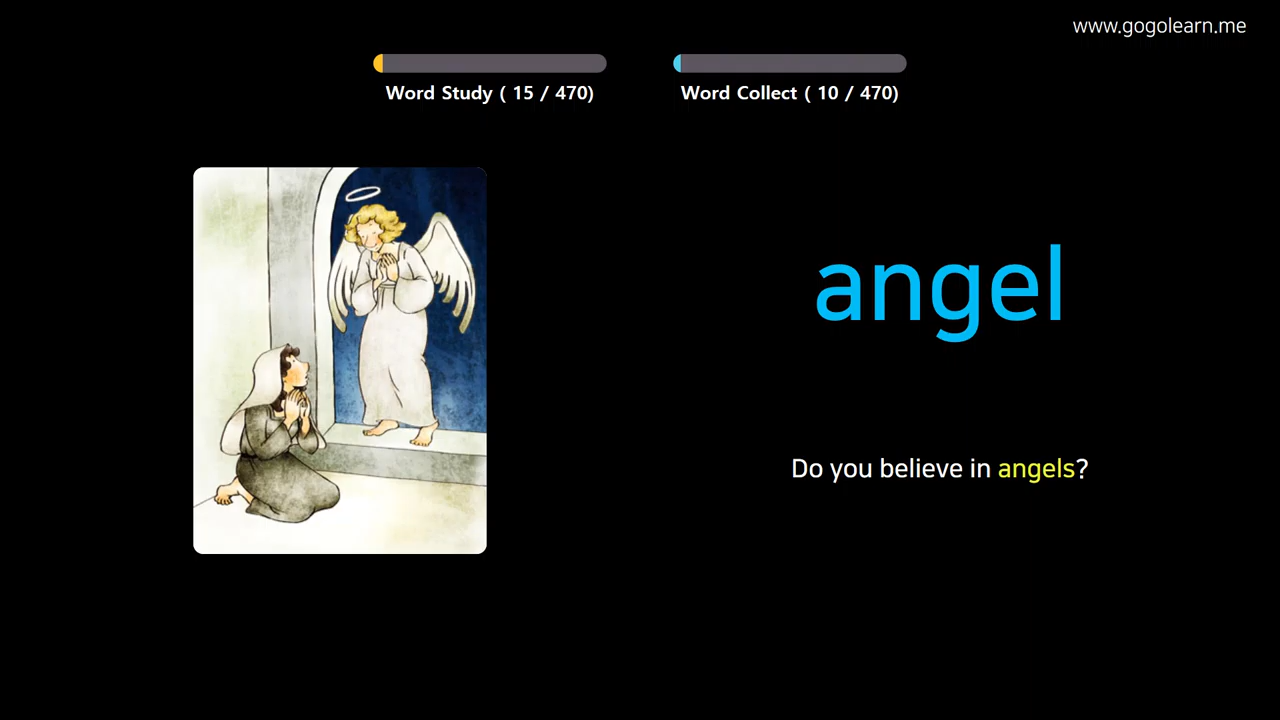 www.gogolearn.me
Word Study ( 15 / 470)
Word Collect ( 10 / 470)
angel
Do you believe in angels?